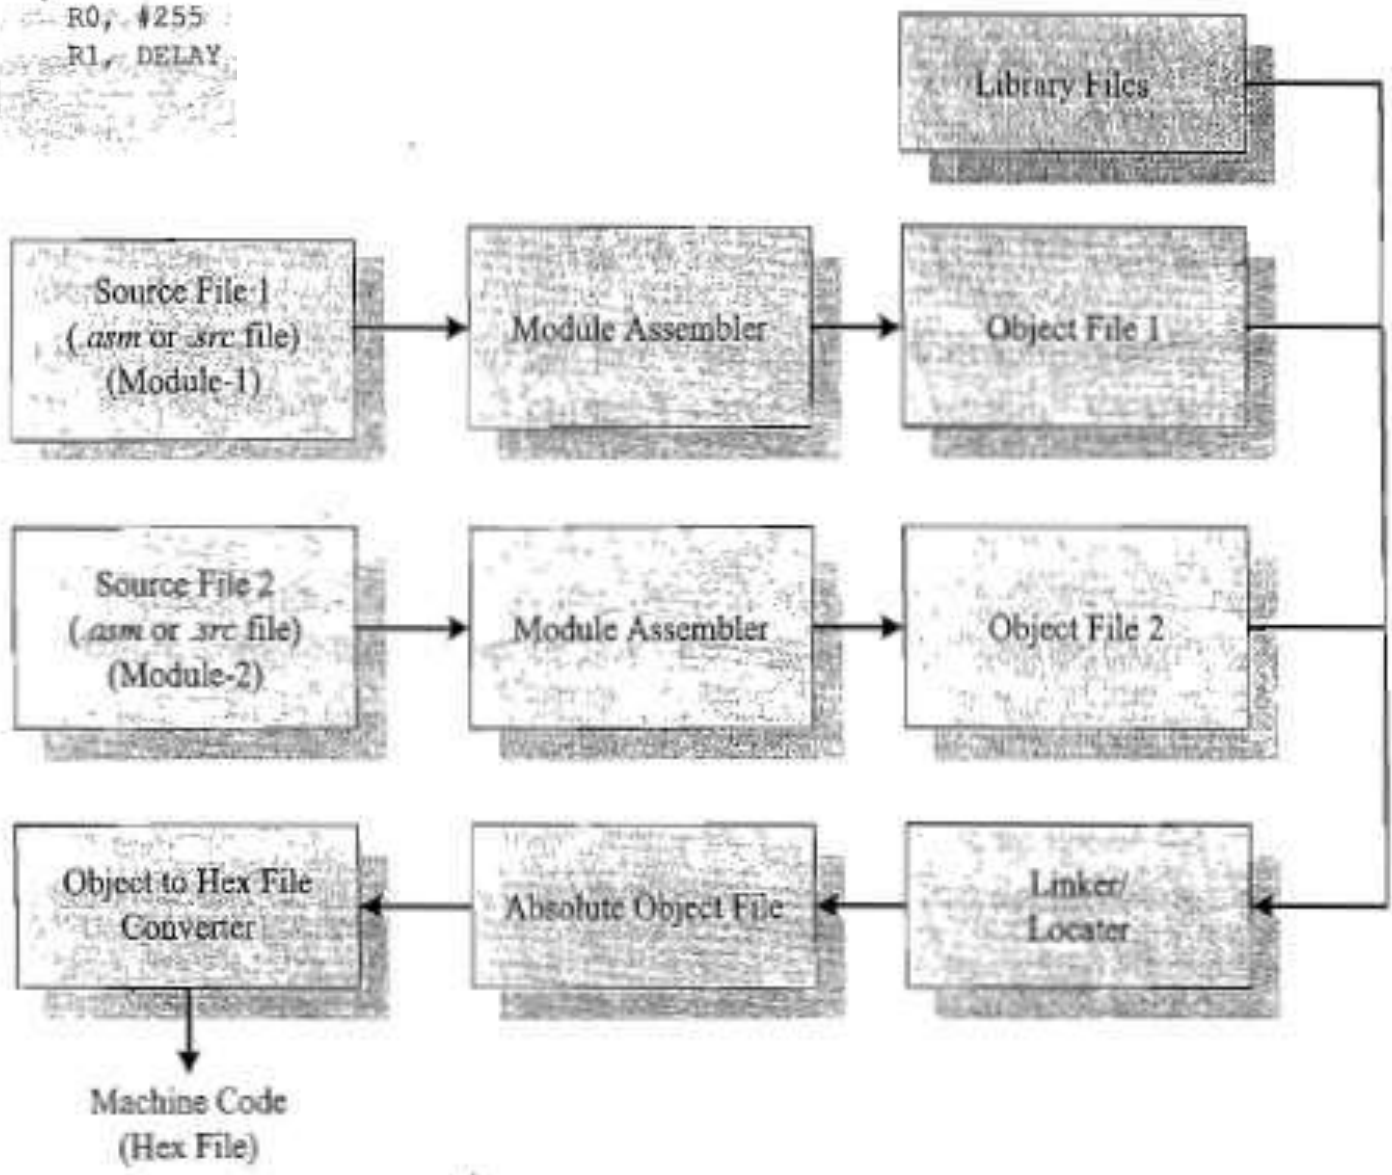 R0, #255
R1, DELAY
Library Files
Source File 1
(.asm or .src file)
(Module-1)
Module Assembler
Object File 1
Source File 2
(.asm or .src file)
(Module-2)
Module Assembler
Object File 2
Object to Hex File
Converter
Absolute Object File
Linker/
Locater
Machine Code
(Hex File)